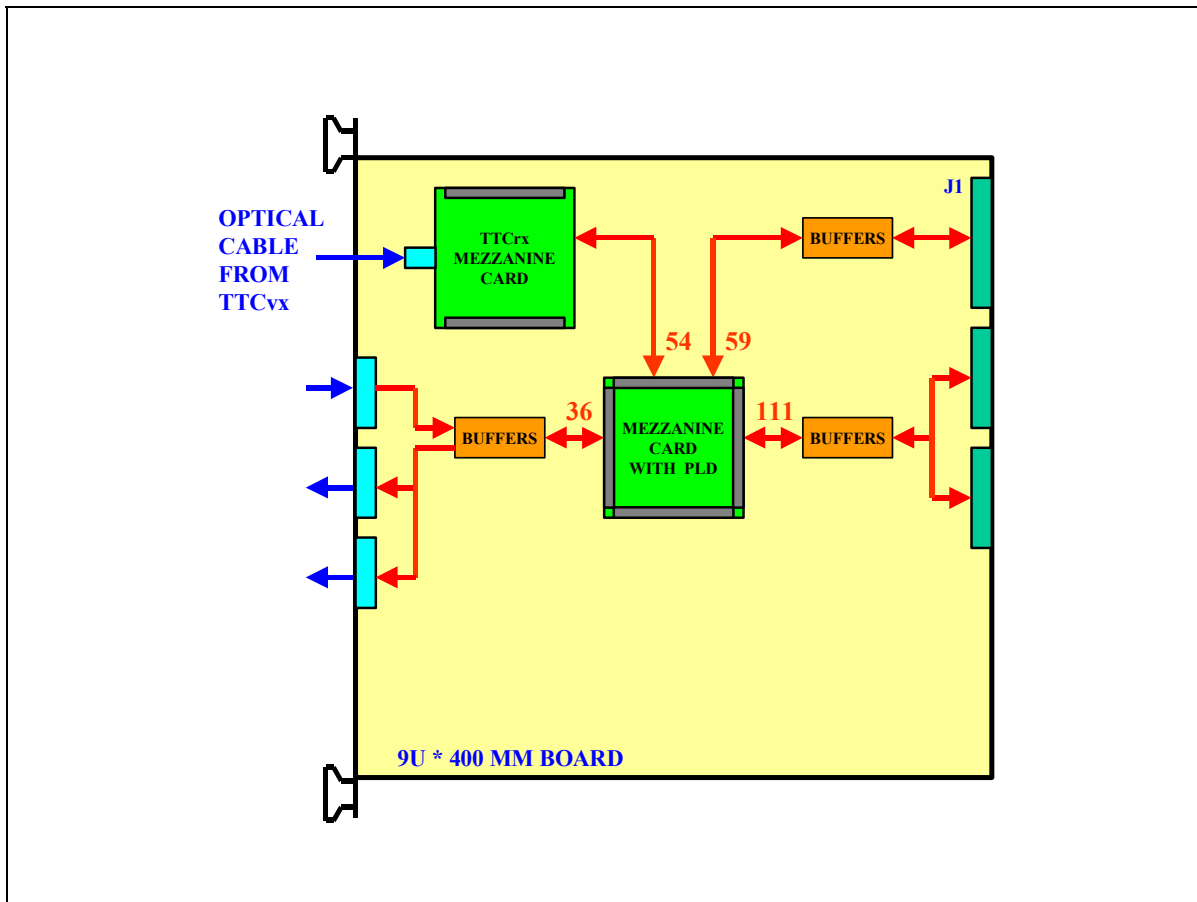 J1
OPTICAL
CABLE
FROM
TTCvx
TTCrx
MEZZANINE
CARD
BUFFERS
54
59
36
111
BUFFERS
MEZZANINE
CARD
WITH PLD
BUFFERS
9U * 400 MM BOARD